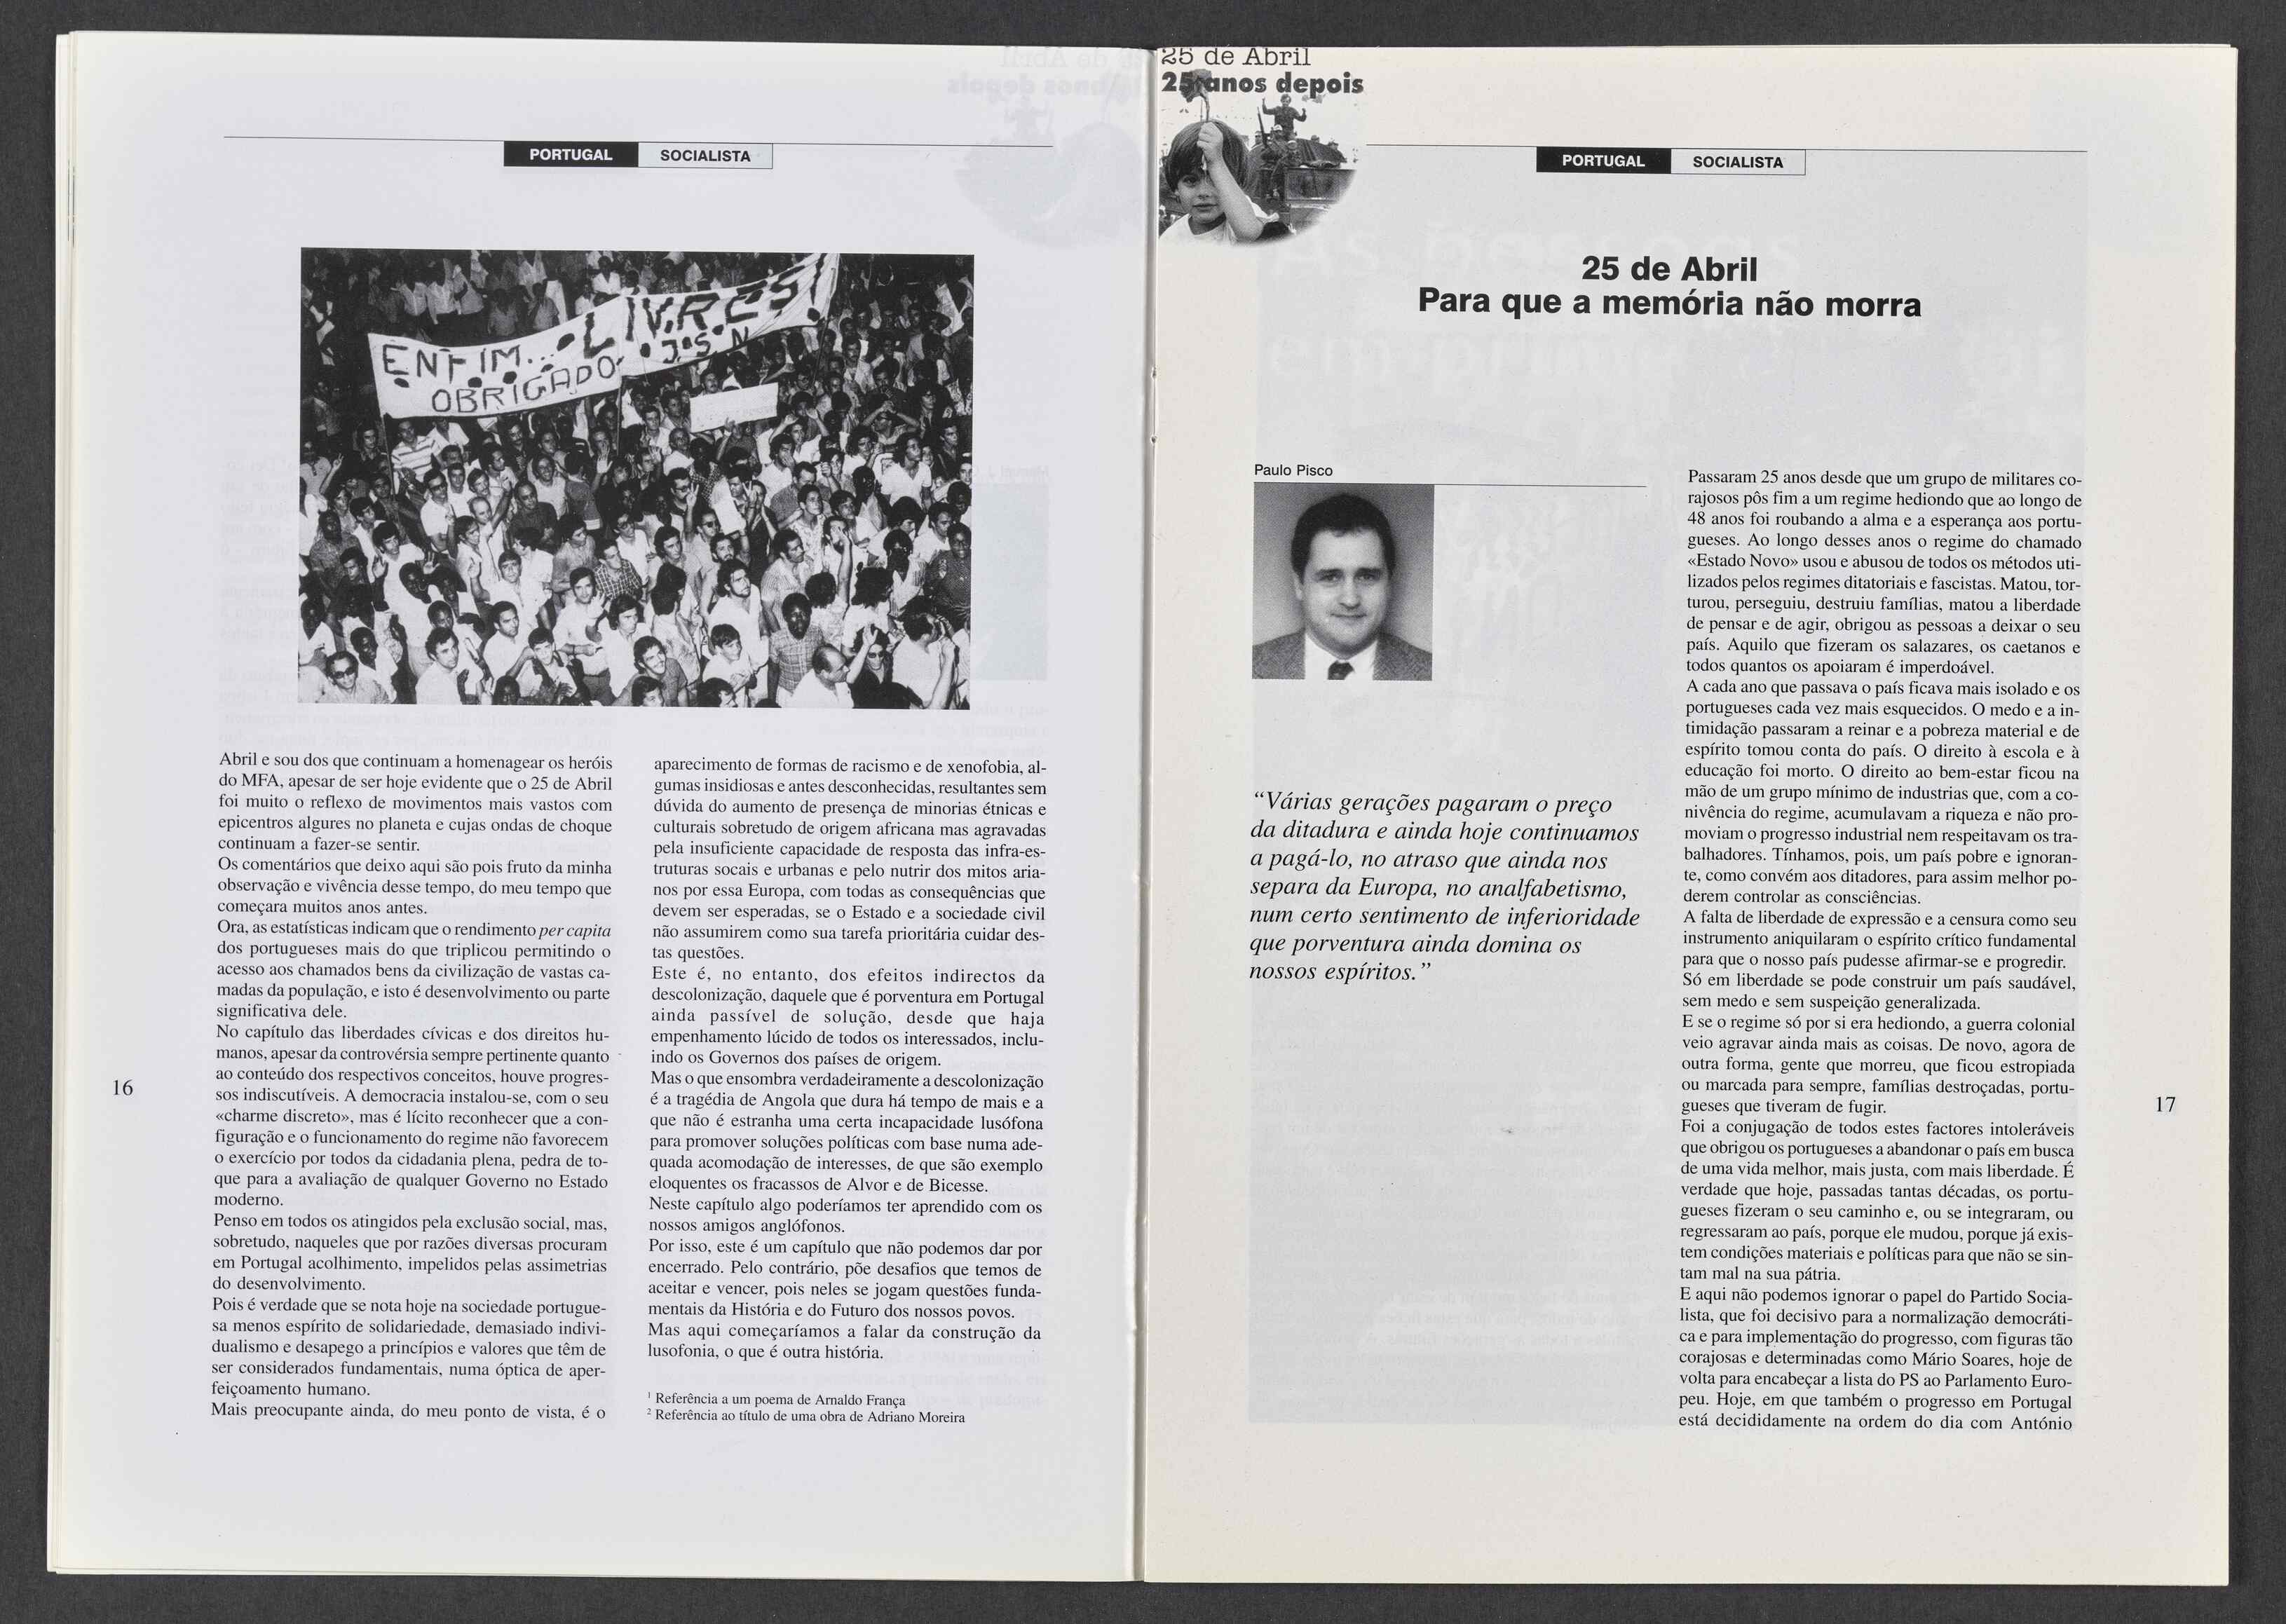 PORTUGAL SOCIALISTA
ENFIM... LIVRES!
OBRIGADO J.S.N.
Abril e sou dos que continuam a homenagear os heróis
do MFA, apesar de ser hoje evidente que o 25 de Abril
foi muito o reflexo de movimentos mais vastos com
epicentros algures no planeta e cujas ondas de choque
continuam a fazer-se sentir.
Os comentários que deixo aqui são pois fruto da minha
observação e vivência desse tempo, do meu tempo que
começara muitos anos antes.
Ora, as estatísticas indicam que o rendimento per capita
dos portugueses mais do que triplicou permitindo o
acesso aos chamados bens da civilização de vastas ca-
madas da população, e isto é desenvolvimento ou parte
significativa dele.
No capítulo das liberdades cívicas e dos direitos hu-
manos, apesar da controvérsia sempre pertinente quanto
ao conteúdo dos respectivos conceitos, houve progres-
sos indiscutíveis. A democracia instalou-se, com o seu
«charme discreto», mas é lícito reconhecer que a con-
figuração e o funcionamento do regime não favorecem
o exercício por todos da cidadania plena, pedra de to-
que para a avaliação de qualquer Governo no Estado
moderno.
Penso em todos os atingidos pela exclusão social, mas,
sobretudo, naqueles que por razões diversas procuram
em Portugal acolhimento, impelidos pelas assimetrias
do desenvolvimento.
Pois é verdade que se nota hoje na sociedade portugue-
sa menos espírito de solidariedade, demasiado indivi-
dualismo e desapego a princípios e valores que têm de
ser considerados fundamentais, numa óptica de aper-
feiçoamento humano.
Mais preocupante ainda, do meu ponto de vista, é o
aparecimento de formas de racismo e de xenofobia, al-
gumas insidiosas e antes desconhecidas, resultantes sem
dúvida do aumento de presença de minorias étnicas e
culturais sobretudo de origem africana mas agravadas
pela insuficiente capacidade de resposta das infra-es-
truturas socais e urbanas e pelo nutrir dos mitos aria-
nos por essa Europa, com todas as consequências que
devem ser esperadas, se o Estado e a sociedade civil
não assumirem como sua tarefa prioritária cuidar des-
tas questões.
Este é, no entanto, dos efeitos indirectos da
descolonização, daquele que é porventura em Portugal
ainda passível de solução, desde que haja
empenhamento lúcido de todos os interessados, inclu-
indo os Governos dos países de origem.
Mas o que ensombra verdadeiramente a descolonização
é a tragédia de Angola que dura há tempo de mais e a
que não é estranha uma certa incapacidade lusófona
para promover soluções políticas com base numa ade-
quada acomodação de interesses, de que são exemplo
eloquentes os fracassos de Alvor e de Bicesse.
Neste capítulo algo poderíamos ter aprendido com os
nossos amigos anglófonos.
Por isso, este é um capítulo que não podemos dar por
encerrado. Pelo contrário, põe desafios que temos de
aceitar e vencer, pois neles se jogam questões funda-
mentais da História e do Futuro dos nossos povos.
Mas aqui começaríamos a falar da construção da
lusofonia, o que é outra história.
¹ Referência a um poema de Arnaldo França
² Referência ao título de uma obra de Adriano Moreira
16
25 de Abril
25 anos depois
PORTUGAL SOCIALISTA
25 de Abril
Para que a memória não morra
Paulo Pisco
“Várias gerações pagaram o preço
da ditadura e ainda hoje continuamos
a pagá-lo, no atraso que ainda nos
separa da Europa, no analfabetismo,
num certo sentimento de inferioridade
que porventura ainda domina os
nossos espíritos.”
Passaram 25 anos desde que um grupo de militares co-
rajosos pôs fim a um regime hediondo que ao longo de
48 anos foi roubando a alma e a esperança aos portu-
gueses. Ao longo desses anos o regime do chamado
«Estado Novo» usou e abusou de todos os métodos uti-
lizados pelos regimes ditatoriais e fascistas. Matou, tor-
turou, perseguiu, destruiu famílias, matou a liberdade
de pensar e de agir, obrigou as pessoas a deixar o seu
país. Aquilo que fizeram os salazares, os caetanos e
todos quantos os apoiaram é imperdoável.
A cada ano que passava o país ficava mais isolado e os
portugueses cada vez mais esquecidos. O medo e a in-
timidação passaram a reinar e a pobreza material e de
espírito tomou conta do país. O direito à escola e à
educação foi morto. O direito ao bem-estar ficou na
mão de um grupo mínimo de industrias que, com a co-
nivência do regime, acumulavam a riqueza e não pro-
moviam o progresso industrial nem respeitavam os tra-
balhadores. Tínhamos, pois, um país pobre e ignoran-
te, como convém aos ditadores, para assim melhor po-
derem controlar as consciências.
A falta de liberdade de expressão e a censura como seu
instrumento aniquilaram o espírito crítico fundamental
para que o nosso país pudesse afirmar-se e progredir.
Só em liberdade se pode construir um país saudável,
sem medo e sem suspeição generalizada.
E se o regime só por si era hediondo, a guerra colonial
veio agravar ainda mais as coisas. De novo, agora de
outra forma, gente que morreu, que ficou estropiada
ou marcada para sempre, famílias destroçadas, portu-
gueses que tiveram de fugir.
Foi a conjugação de todos estes factores intoleráveis
que obrigou os portugueses a abandonar o país em busca
de uma vida melhor, mais justa, com mais liberdade. É
verdade que hoje, passadas tantas décadas, os portu-
gueses fizeram o seu caminho e, ou se integraram, ou
regressaram ao país, porque ele mudou, porque já exis-
tem condições materiais e políticas para que não se sin-
tam mal na sua pátria.
E aqui não podemos ignorar o papel do Partido Socia-
lista, que foi decisivo para a normalização democráti-
ca e para implementação do progresso, com figuras tão
corajosas e determinadas como Mário Soares, hoje de
volta para encabeçar a lista do PS ao Parlamento Euro-
peu. Hoje, em que também o progresso em Portugal
está decididamente na ordem do dia com António
17